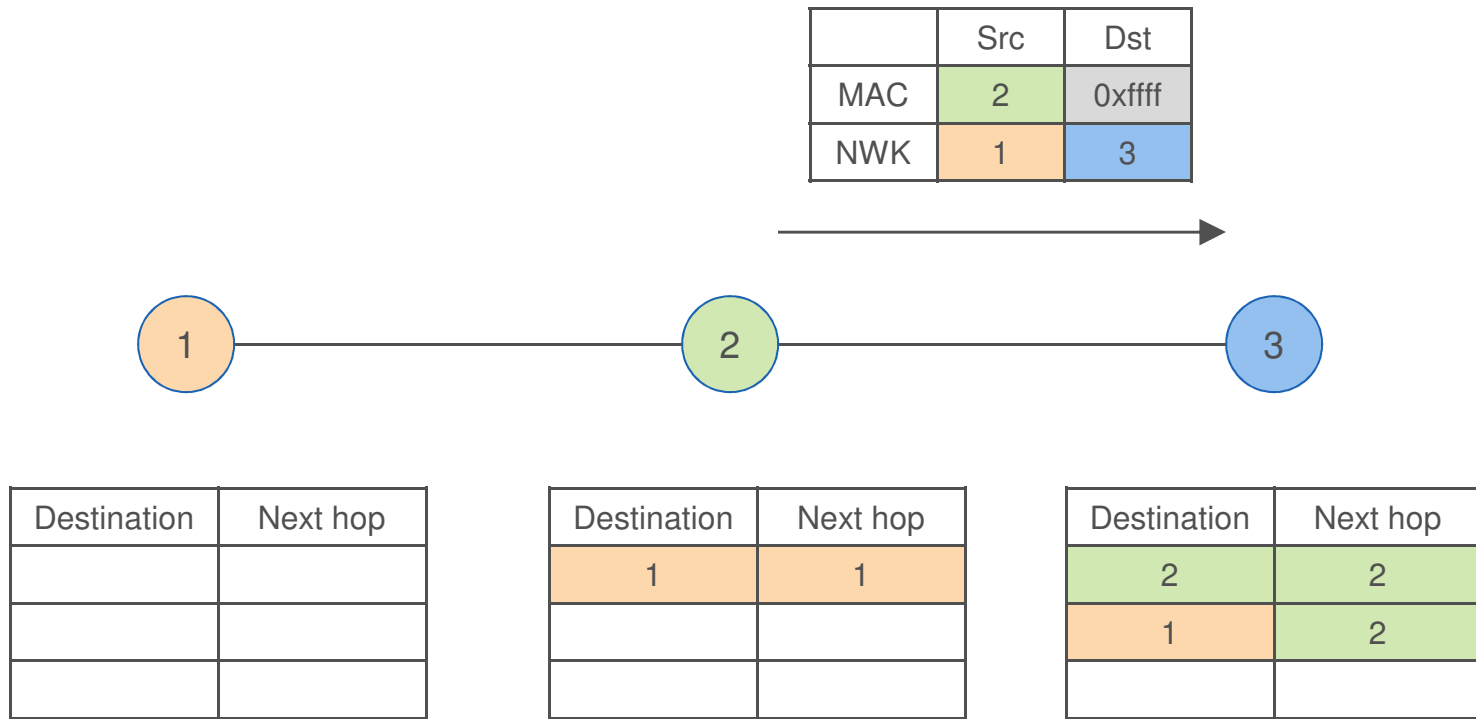 Src Dst
MAC 2 0xffff
NWK 1 3
1 2 3
Destination Next hop Destination Next hop Destination Next hop
1 1 2 2
1 2